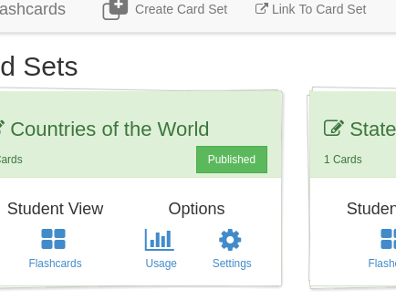 ashcards Create Card Set Link To Card Set
d Sets
Countries of the World State
Cards Published 1 Cards
Student View Options Studen
Flashcards Usage Settings Flash